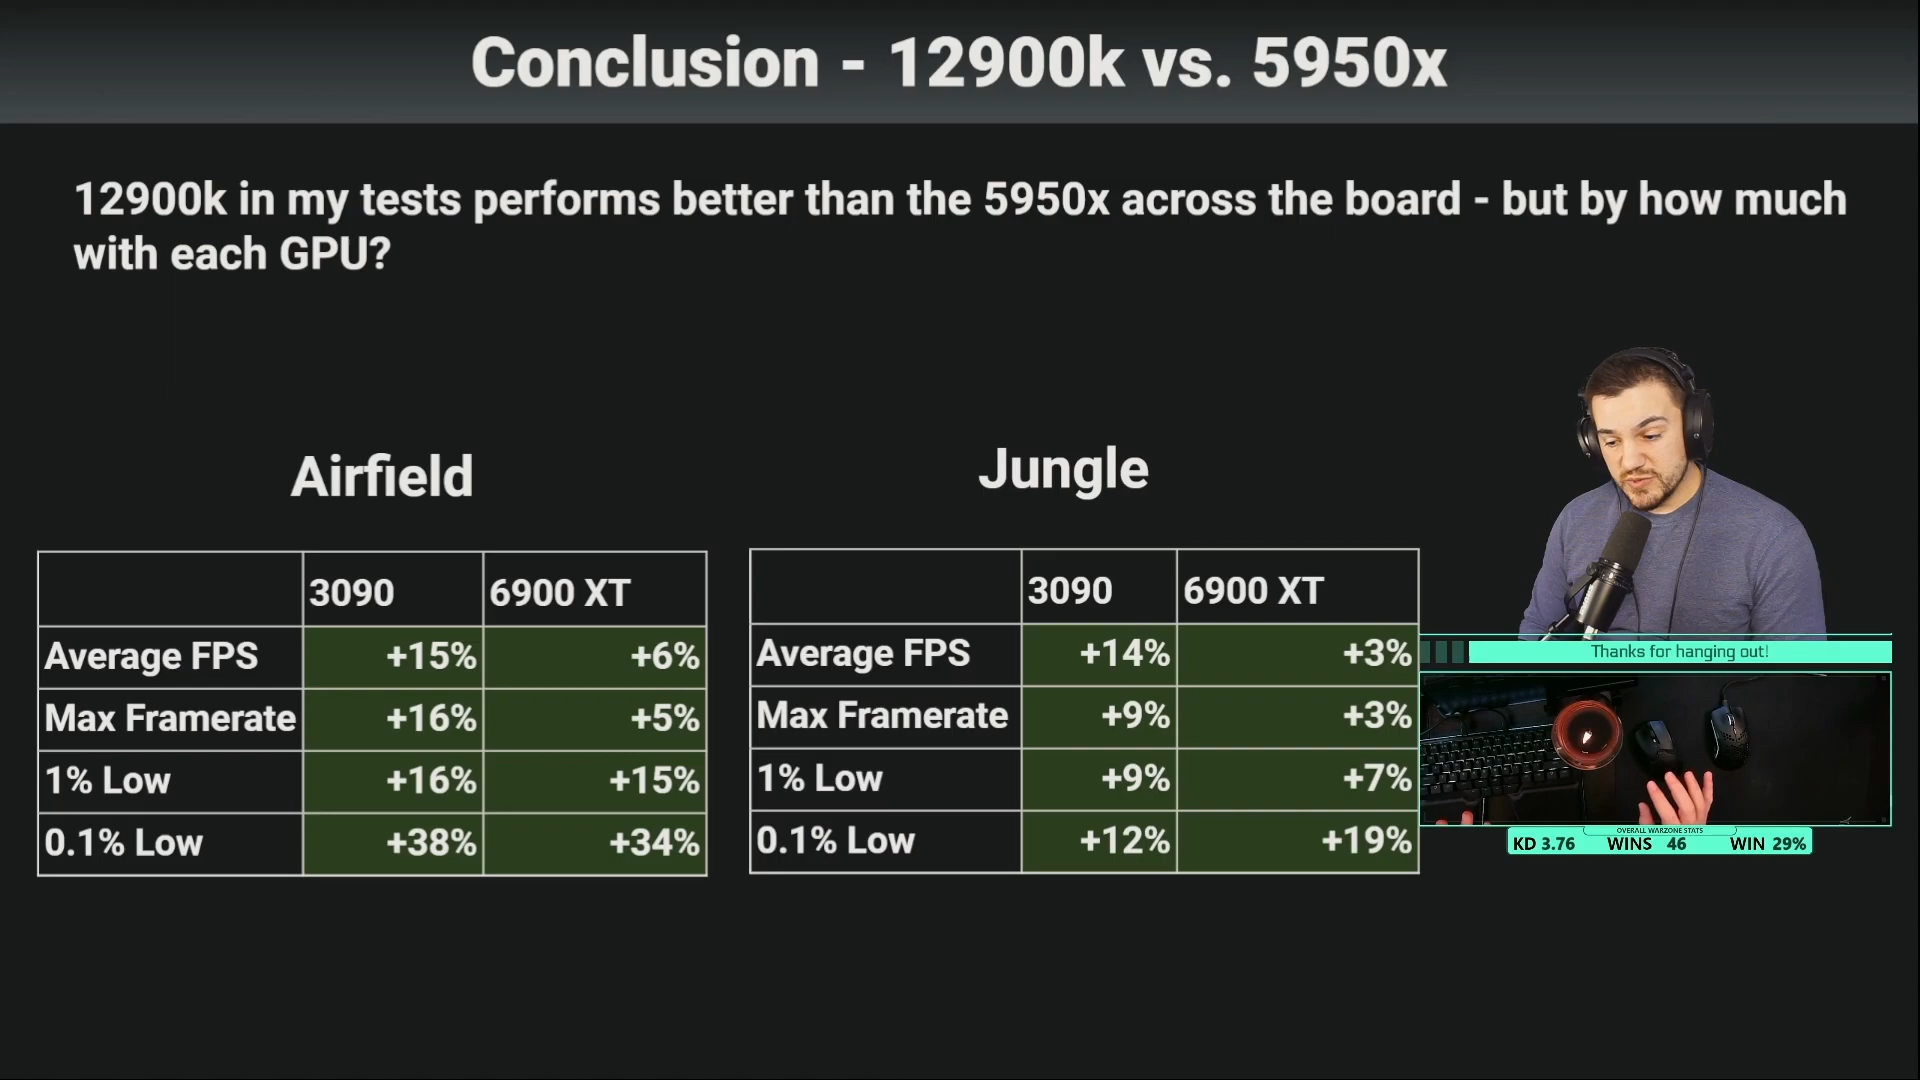 Conclusion - 12900k vs. 5950x
12900k in my tests performs better than the 5950x across the board - but by how much
with each GPU?
Airfield
3090 6900 XT
Average FPS +15% +6%
Max Framerate +16% +5%
1% Low +16% +15%
0.1% Low +38% +34%
Jungle
3090 6900 XT
Average FPS +14% +3%
Max Framerate +9% +3%
1% Low +9% +7%
0.1% Low +12% +19%
Thanks for hanging out!
OVERALL WARZONE STATS
KD 3.76 WINS 46 WIN 29%